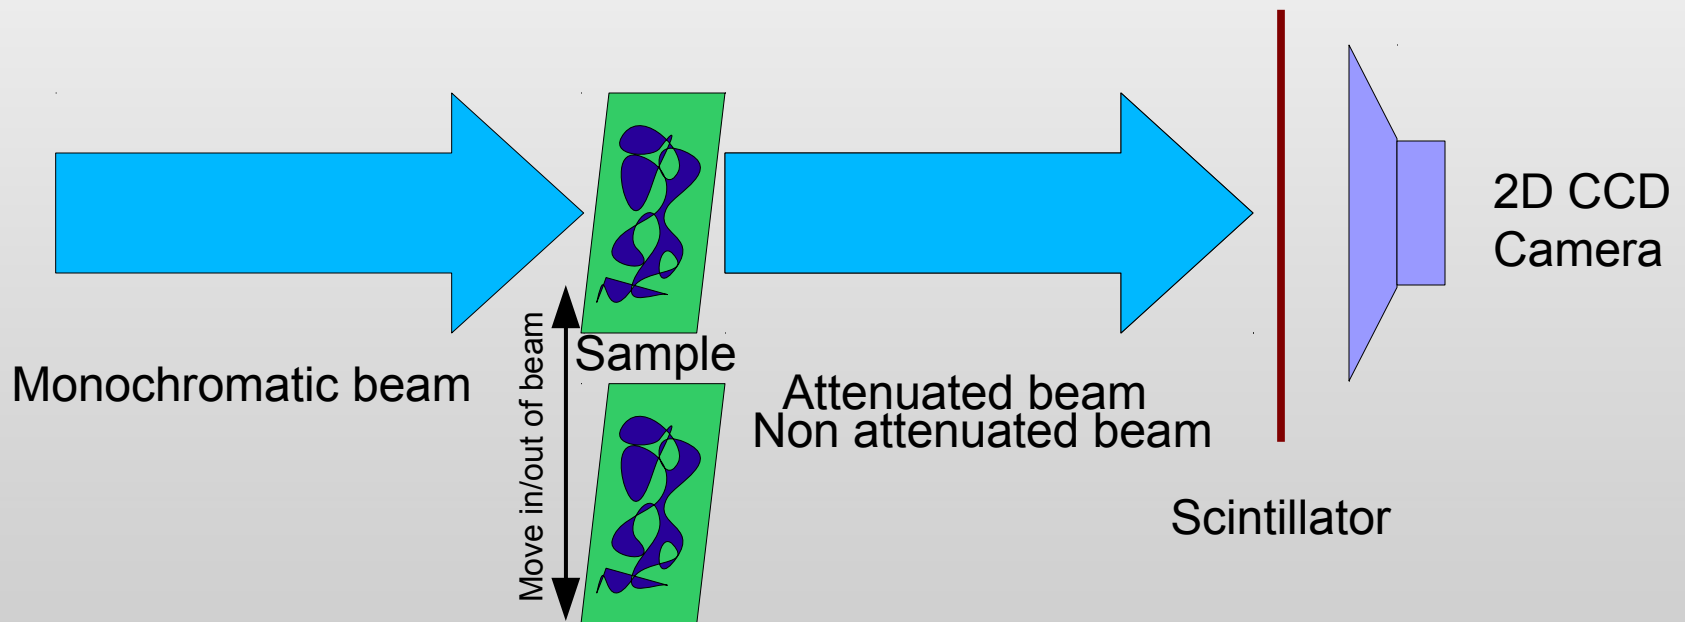 2D CCD
Camera
Monochromatic beam
Move in/out of beam
Sample
Attenuated beam
Non attenuated beam
Scintillator